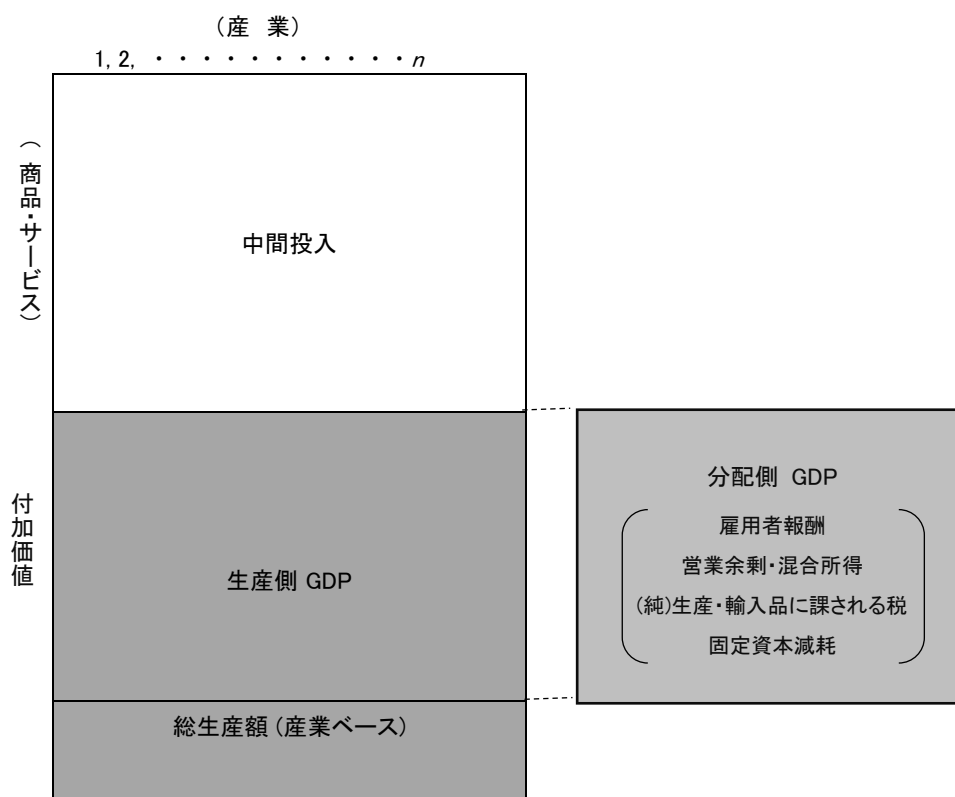 (産 業)
1, 2, ・ ・ ・ ・ ・ ・ ・ ・ ・ ・ ・ n
(商品・サービス)
中間投入
付加価値
生産側 GDP
分配側 GDP
雇用者報酬
営業余剰・混合所得
(純)生産・輸入品に課される税
固定資本減耗
総生産額(産業ベース)